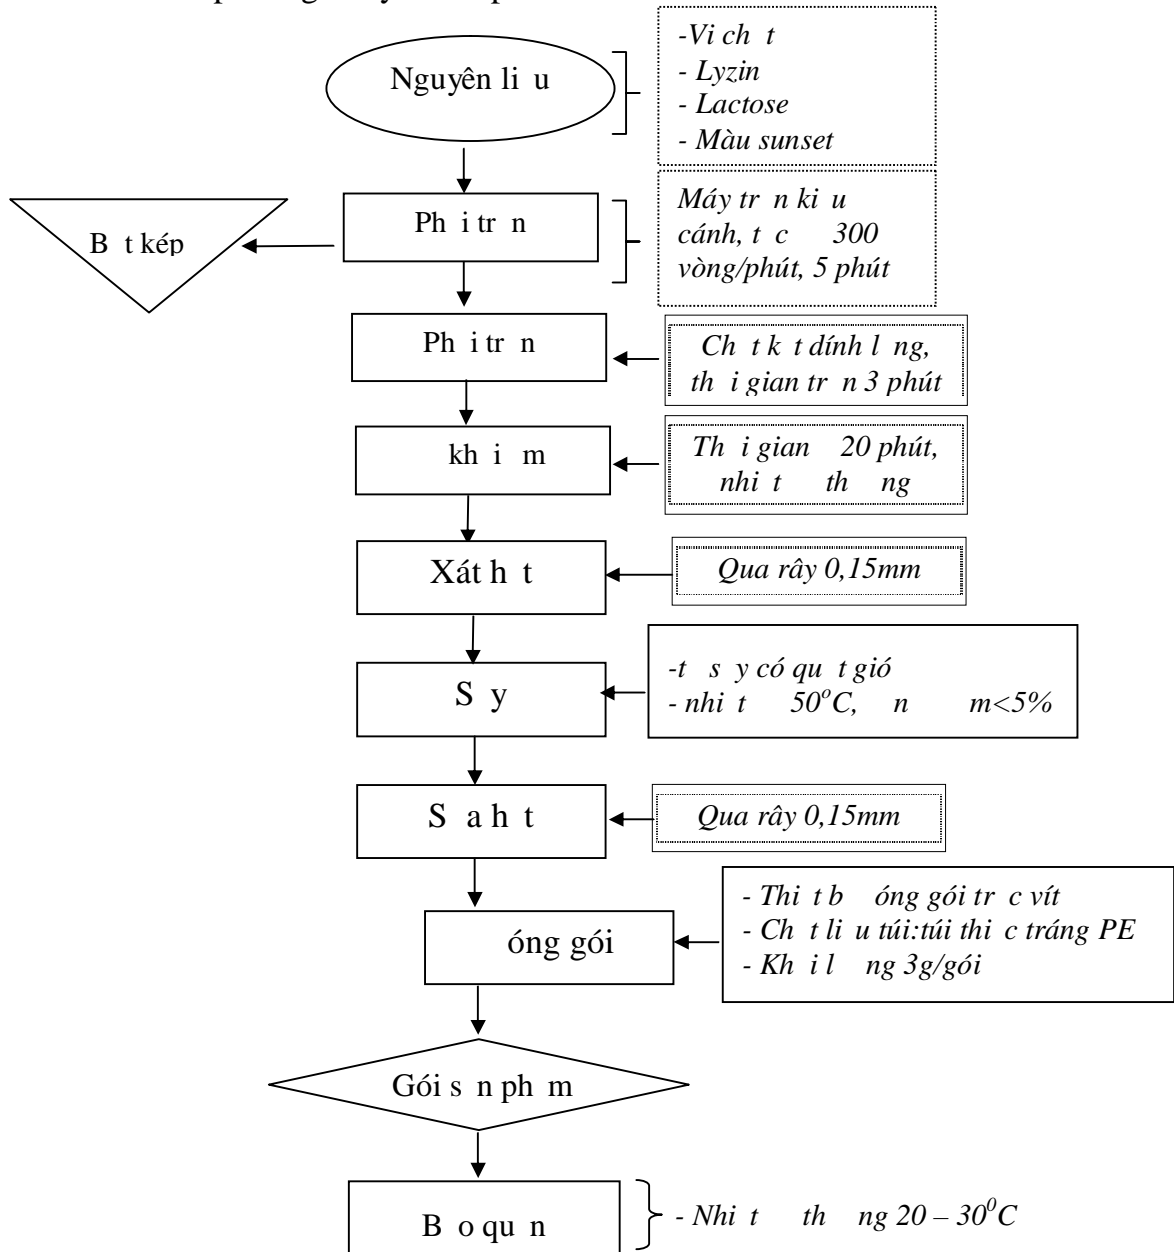 -Vi ch t
- Lyzin
- Lactose
- Màu sunset
Nguyên li u
Máy tr n ki u
cánh, t c 300
vòng/phút, 5 phút
Ph i tr n
B t kép
Ph i tr n
Ch t k t dính l ng,
th i gian tr n 3 phút
kh i m
Th i gian 20 phút,
nhi t th ng
Xát h t
Qua rây 0,15mm
S y
-t s y có qu t gió
- nhi t 50°C, n m<5%
S a h t
Qua rây 0,15mm
óng gói
- Thi t b óng gói tr c vít
- Ch t li u túi:túi thi c tráng PE
- Kh i l ng 3g/gói
Gói s n ph m
B o qu n
- Nhi t th ng 20 – 30⁰C